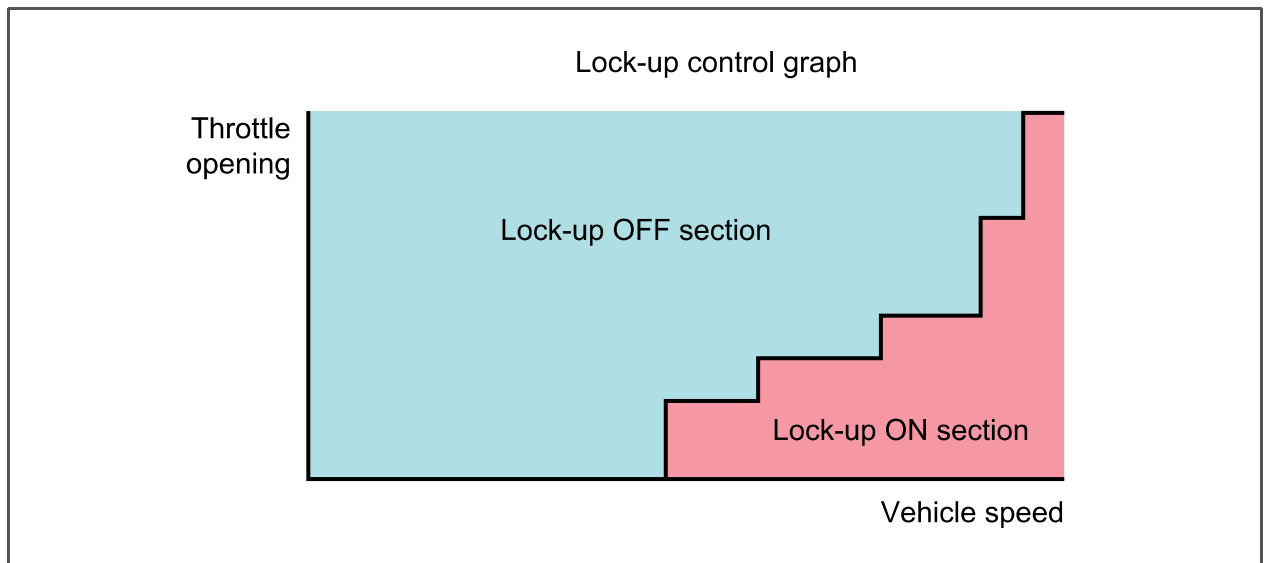 Lock-up control graph
Throttle
opening
Lock-up OFF section
Lock-up ON section
Vehicle speed